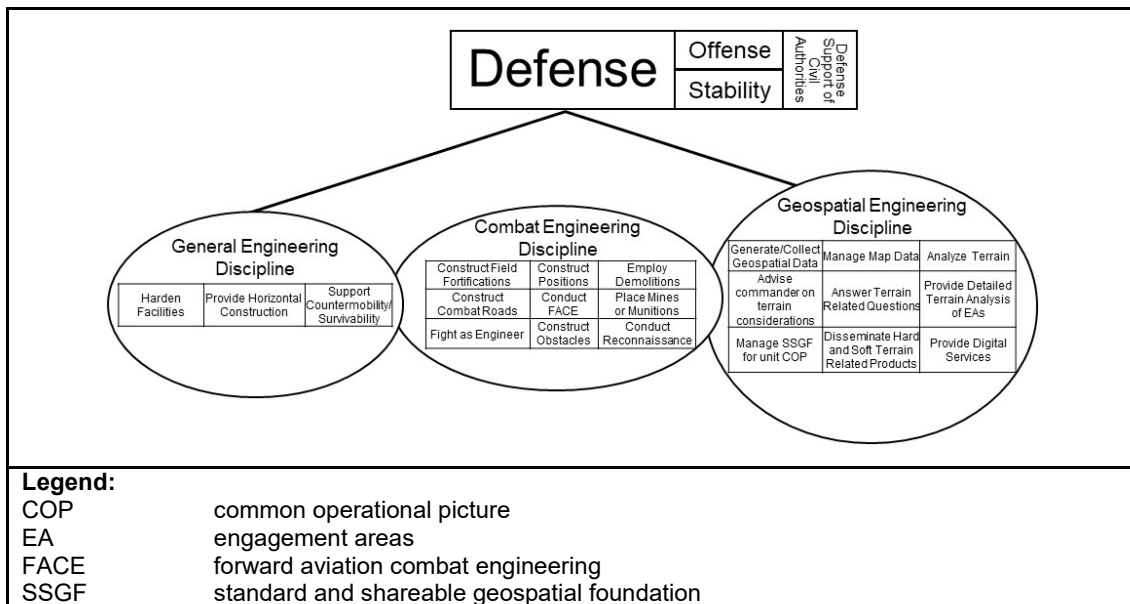 Defense
Offense
Stability
Defense
Support of
Civil
Authorities
General Engineering
Discipline
Harden
Facilities
Provide Horizontal
Construction
Support
Countermobility/
Survivability
Combat Engineering
Discipline
Construct Field
Fortifications
Construct
Positions
Employ
Demolitions
Construct
Combat Roads
Conduct
FACE
Place Mines
or Munitions
Fight as Engineer
Construct
Obstacles
Conduct
Reconnaissance
Geospatial Engineering
Discipline
Generate/Collect
Geospatial Data
Manage Map Data
Analyze Terrain
Advise
commander on
terrain
considerations
Answer Terrain
Related Questions
Provide Detailed
Terrain Analysis
of EAs
Manage SSGF
for unit COP
Disseminate Hard
and Soft Terrain
Related Products
Provide Digital
Services
Legend:
COP common operational picture
EA engagement areas
FACE forward aviation combat engineering
SSGF standard and shareable geospatial foundation